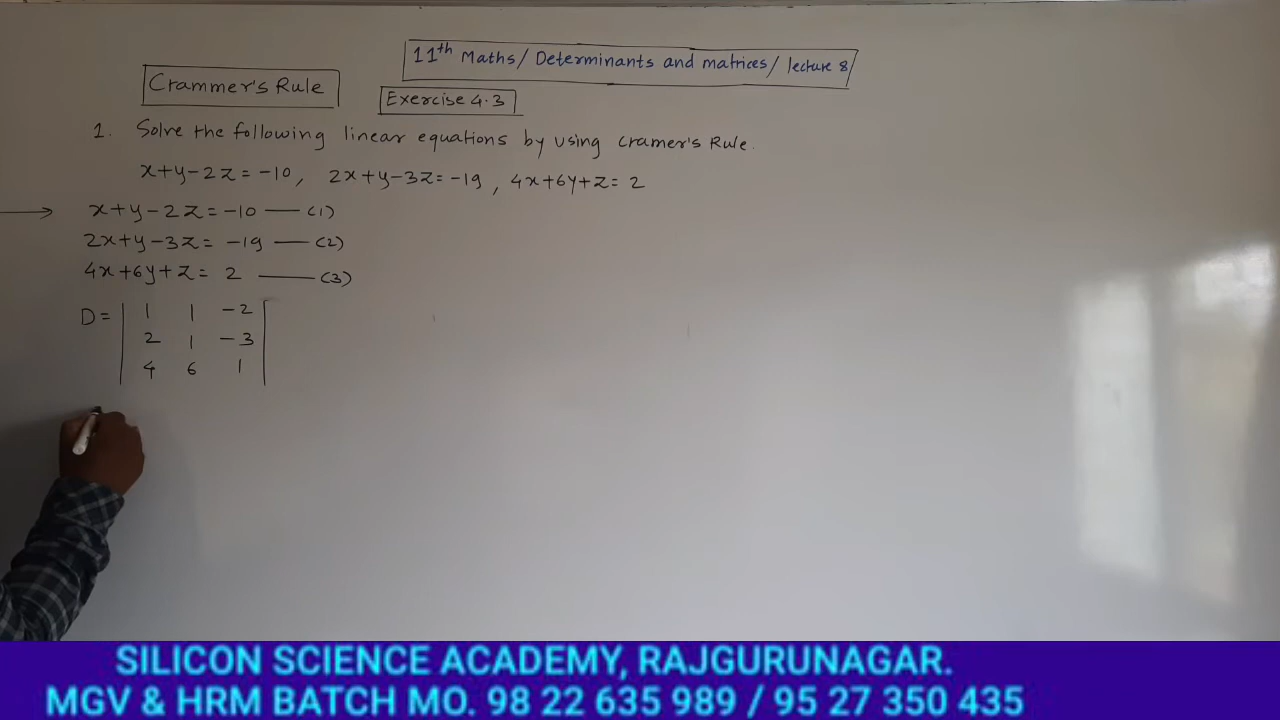 11th Maths/ Determinants and matrices/ lecture 8/
Crammer's Rule
Exercise 4.3
1. Solve the following linear equations by using Cramer's Rule.
x+y-2z=-10, 2x+y-3z=-19, 4x+6y+z=2
→ x+y-2z=-10 — (1)
2x+y-3z= -19 — (2)
4x+6y+z= 2 — (3)
D= | 1 1 -2 |
| 2 1 -3 |
| 4 6 1 |
SILICON SCIENCE ACADEMY, RAJGURUNAGAR.
MGV & HRM BATCH MO. 98 22 635 989 / 95 27 350 435